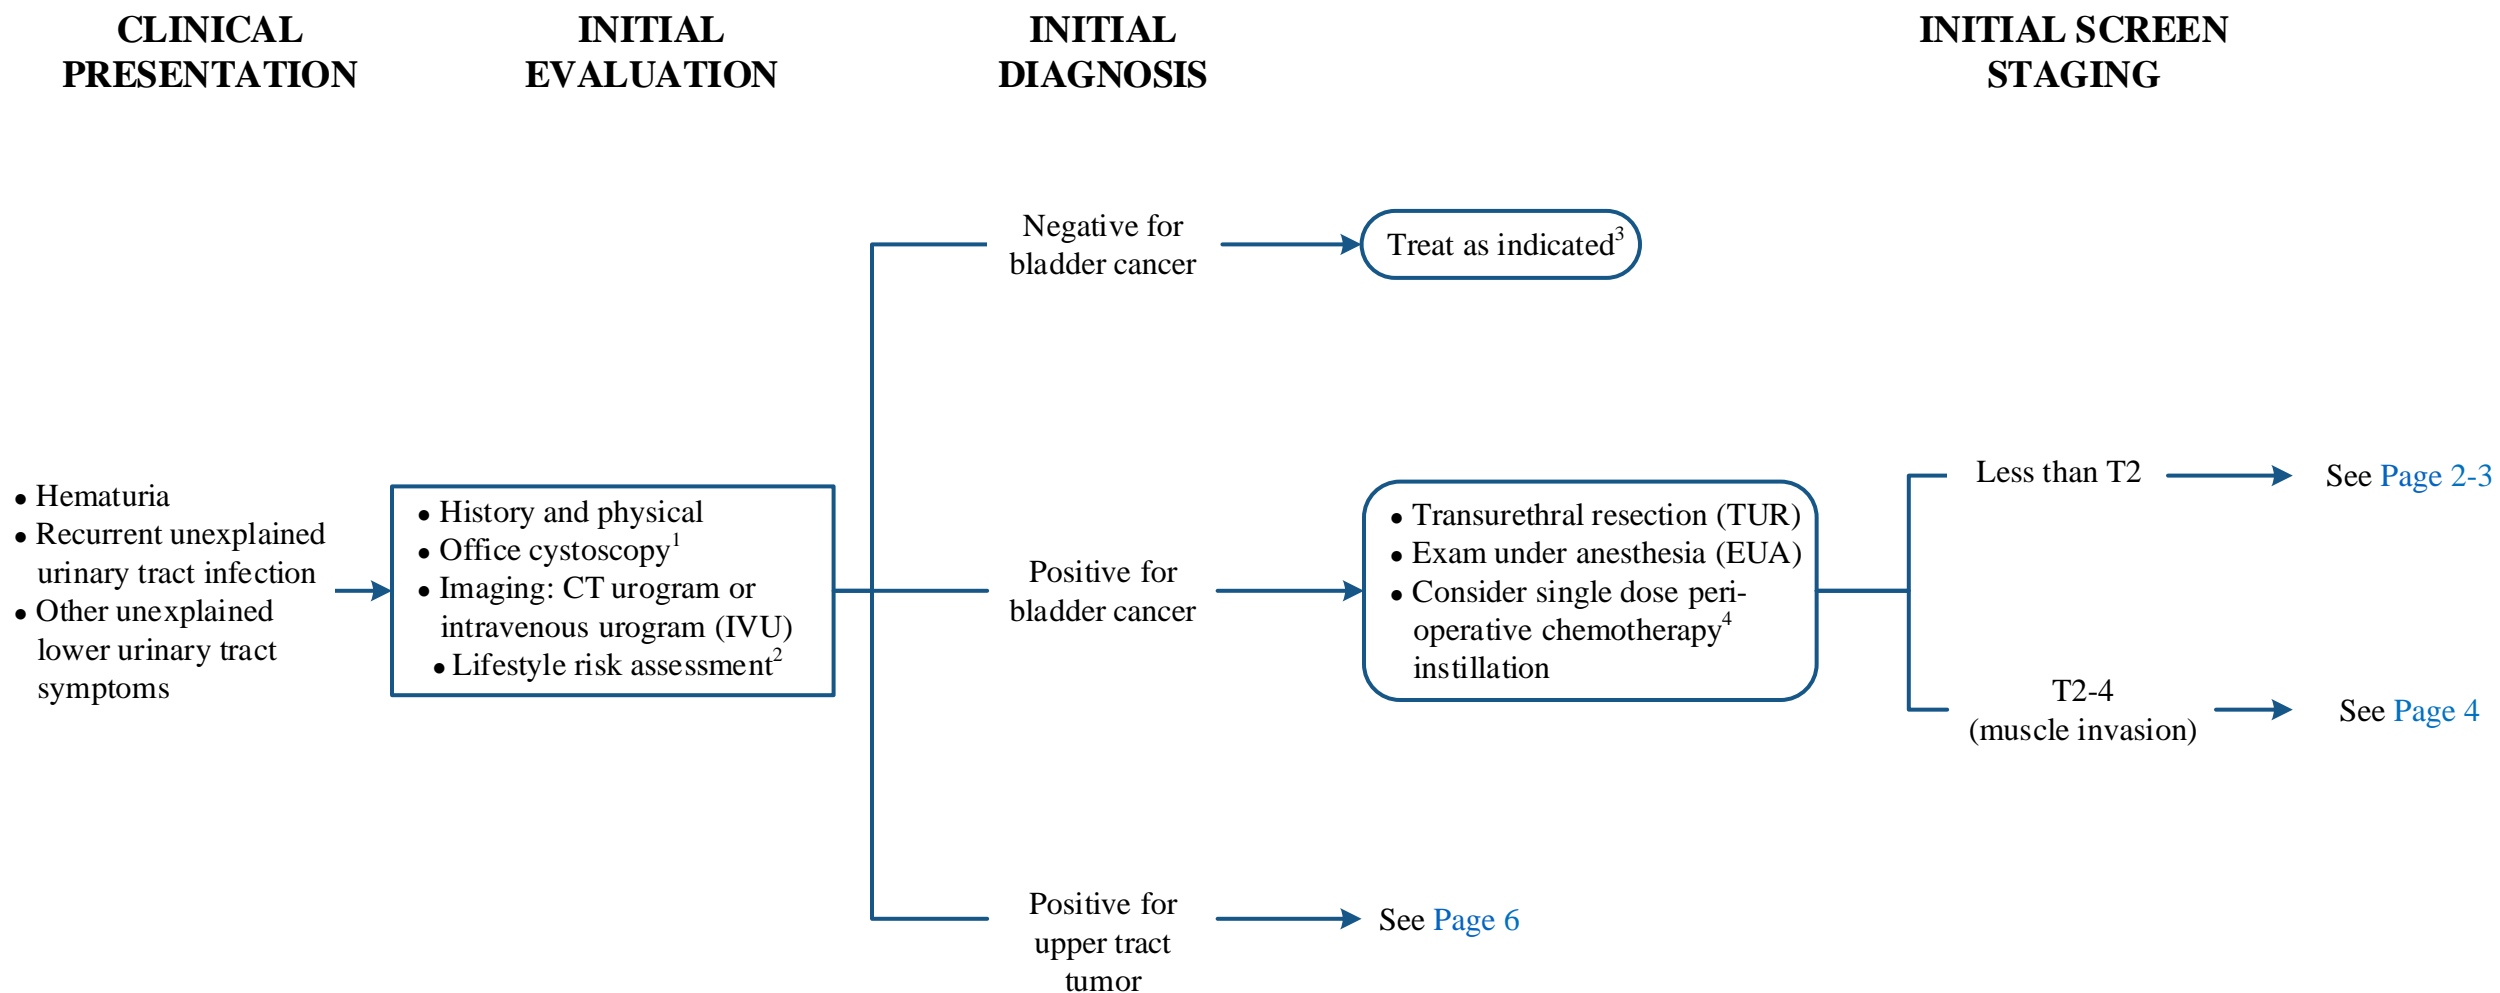 CLINICAL
PRESENTATION
INITIAL
EVALUATION
INITIAL
DIAGNOSIS
INITIAL SCREEN
STAGING
● Hematuria
● Recurrent unexplained
urinary tract infection
● Other unexplained
lower urinary tract
symptoms
● History and physical
● Office cystoscopy1
● Imaging: CT urogram or
intravenous urogram (IVU)
● Lifestyle risk assessment2
Negative for
bladder cancer
Treat as indicated3
Positive for
bladder cancer
● Transurethral resection (TUR)
● Exam under anesthesia (EUA)
● Consider single dose peri-
operative chemotherapy4
instillation
Less than T2
See Page 2-3
T2-4
(muscle invasion)
See Page 4
Positive for
upper tract
tumor
See Page 6